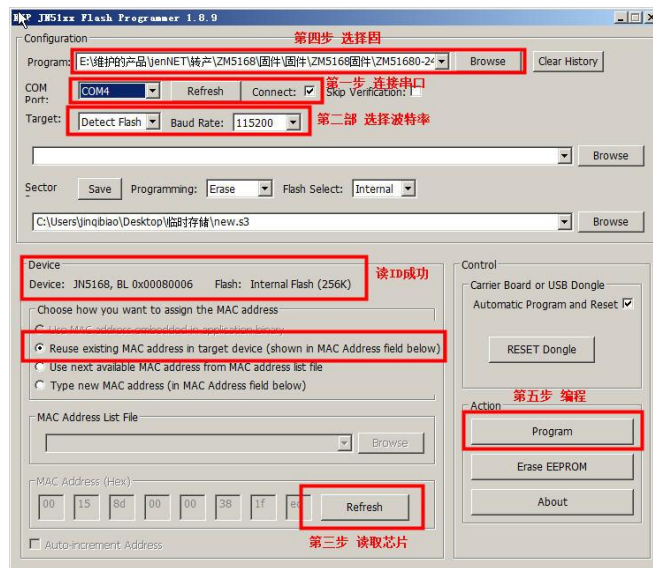 JN51xx Flash Programmer 1.8.9
Configuration
第四步 选择固
Program: E:\维护的产品\jenNET\转产\ZM5168\固件\固件\ZM5168固件\ZM51680-24 Browse Clear History
第一步 连接串口
COM Port: COM4 Refresh Connect: Skip Verification:
Target: Detect Flash Baud Rate: 115200 第二部 选择波特率
Browse
Sector Save Programming: Erase Flash Select: Internal
C:\Users\jinqibiao\Desktop\临时存储\new.s3 Browse
Device
读ID成功
Device: JN5168, BL 0x00080006 Flash: Internal Flash (256K)
Choose how you want to assign the MAC address
Use MAC address embedded in application binary
Reuse existing MAC address in target device (shown in MAC Address field below)
Use next available MAC address from MAC address list file
Type new MAC address (in MAC Address field below)
MAC Address List File
Browse
MAC Address (Hex)
00 15 8d 00 00 38 1f Refresh
第三步 读取芯片
Auto-increment Address
Control
Carrier Board or USB Dongle
Automatic Program and Reset
RESET Dongle
第五步 编程
Action
Program
Erase EEPROM
About